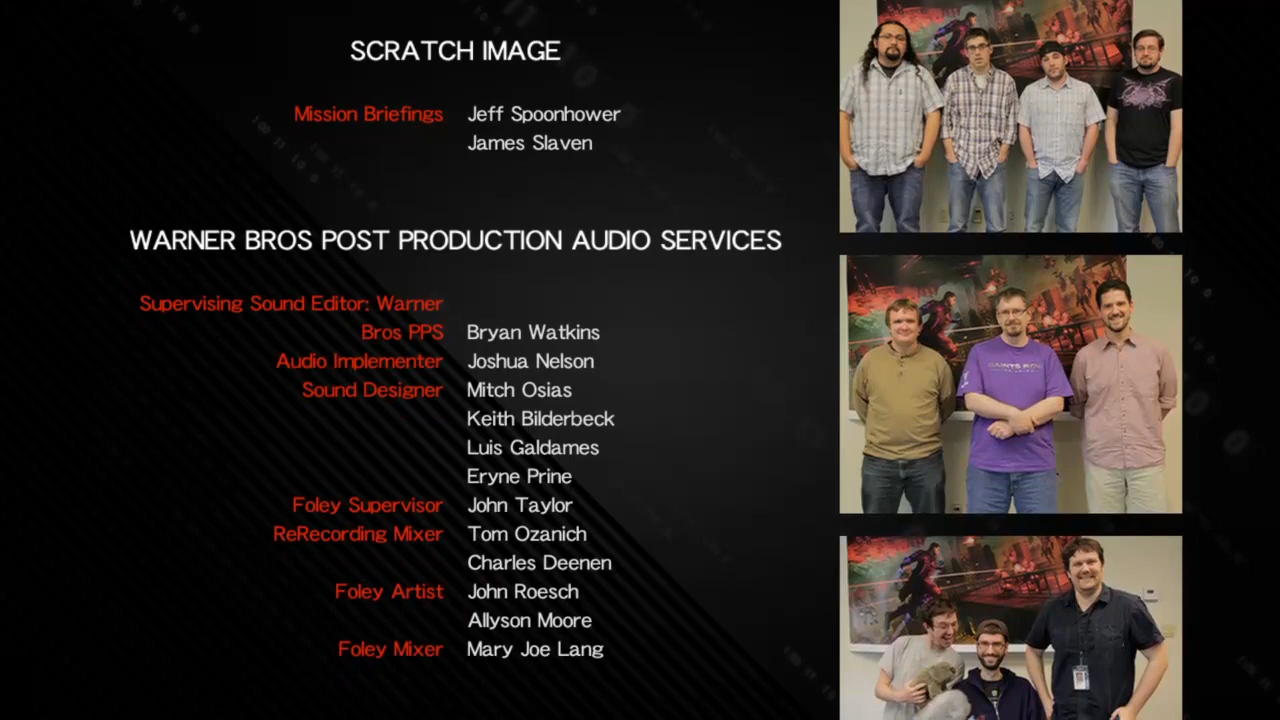 SCRATCH IMAGE
Mission Briefings Jeff Spoonhower
James Slaven
WARNER BROS POST PRODUCTION AUDIO SERVICES
Supervising Sound Editor: Warner
Bros PPS Bryan Watkins
Audio Implementer Joshua Nelson
Sound Designer Mitch Osias
Keith Bilderbeck
Luis Galdames
Eryne Prine
Foley Supervisor John Taylor
ReRecording Mixer Tom Ozanich
Charles Deenen
Foley Artist John Roesch
Allyson Moore
Foley Mixer Mary Joe Lang
SAINTS ROW